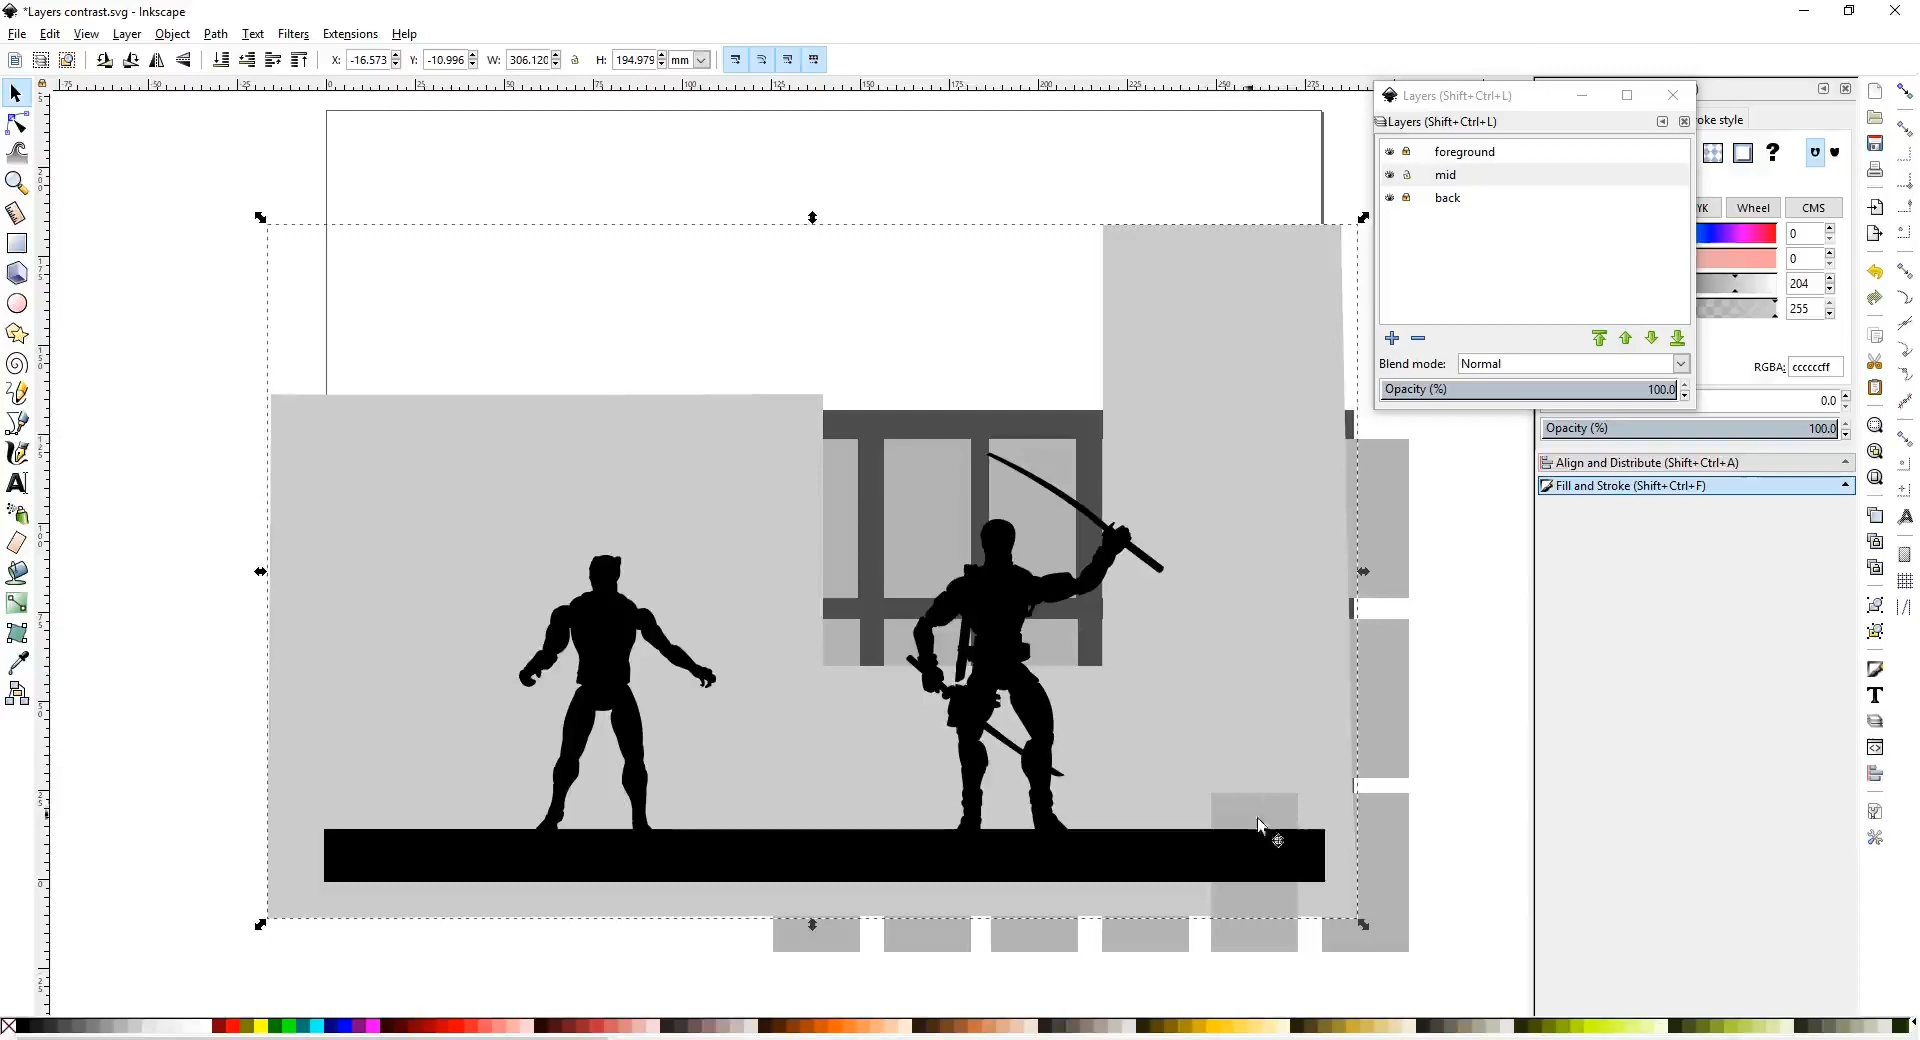 *Layers contrast.svg - Inkscape
File Edit View Layer Object Path Text Filters Extensions Help
X: -16.573 Y: -10.996 W: 306.120 H: 194.979 mm
Layers (Shift+Ctrl+L)
Layers (Shift+Ctrl+L)
oke style
foreground
mid
back
YK Wheel CMS
0
0
204
255
Blend mode: Normal
RGBA: ccccccff
Opacity (%) 100.0
0.0
Opacity (%) 100.0
Align and Distribute (Shift+Ctrl+A)
Fill and Stroke (Shift+Ctrl+F)